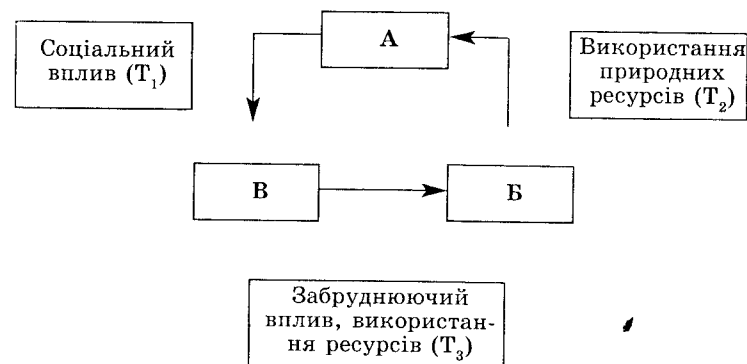 Соціальний
вплив (Т₁)
А
Використання
природних
ресурсів (Т₂)
В
Б
Забруднюючий
вплив, використан-
ня ресурсів (Т₃)